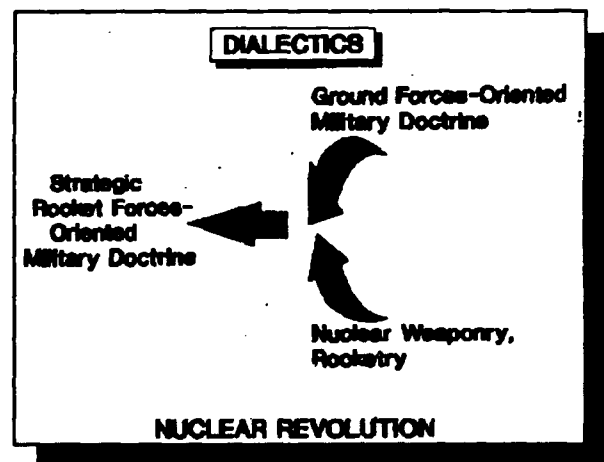 DIALECTICS
Ground Forces-Oriented
Military Doctrine
Strategic
Rocket Forces-
Oriented
Military Doctrine
Nuclear Weaponry,
Rocketry
NUCLEAR REVOLUTION